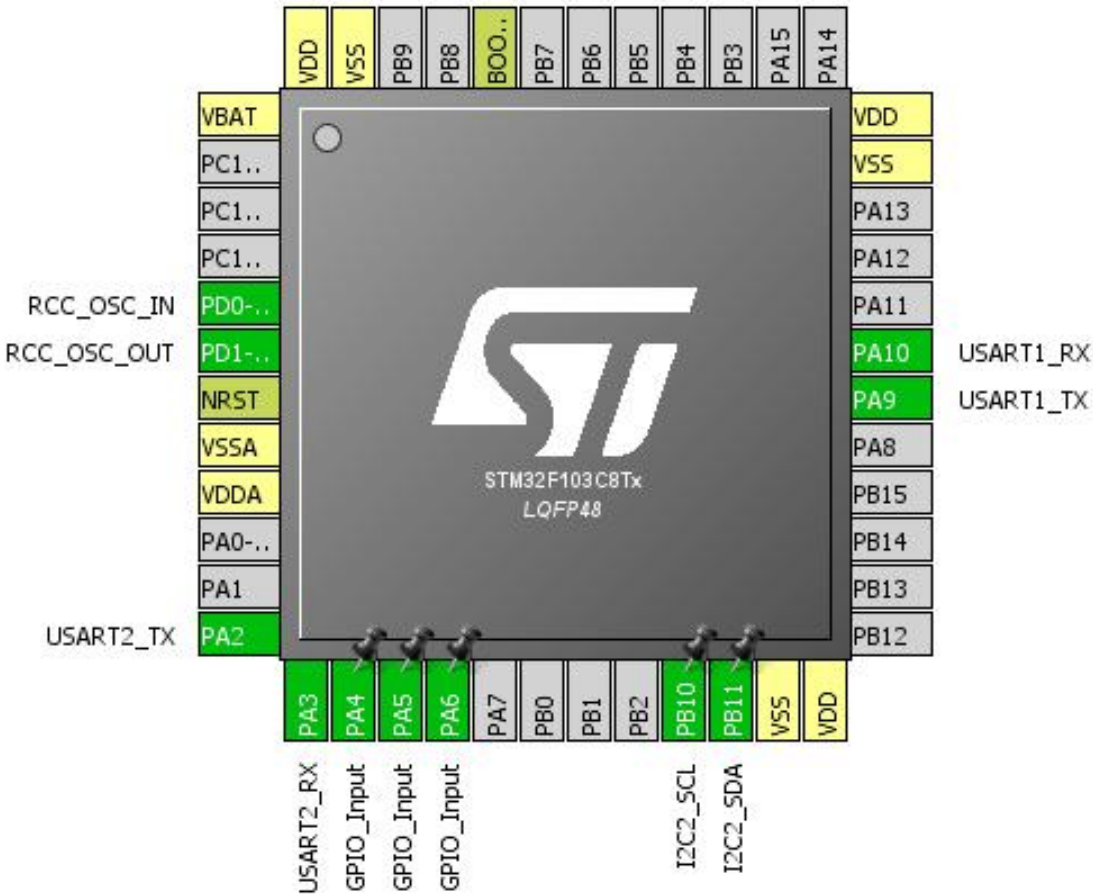 VDD
VSS
PB9
PB8
BOO..
PB7
PB6
PB5
PB4
PB3
PA15
PA14
VBAT
PC1..
PC1..
PC1..
RCC_OSC_IN PD0-..
RCC_OSC_OUT PD1-..
NRST
VSSA
VDDA
PA0-..
PA1
USART2_TX PA2
ST
STM32F103C8Tx
LQFP48
VDD
VSS
PA13
PA12
PA11
PA10 USART1_RX
PA9 USART1_TX
PA8
PB15
PB14
PB13
PB12
PA3 USART2_RX
PA4 GPIO_Input
PA5 GPIO_Input
PA6 GPIO_Input
PA7
PB0
PB1
PB2
PB10 I2C2_SCL
PB11 I2C2_SDA
VSS
VDD